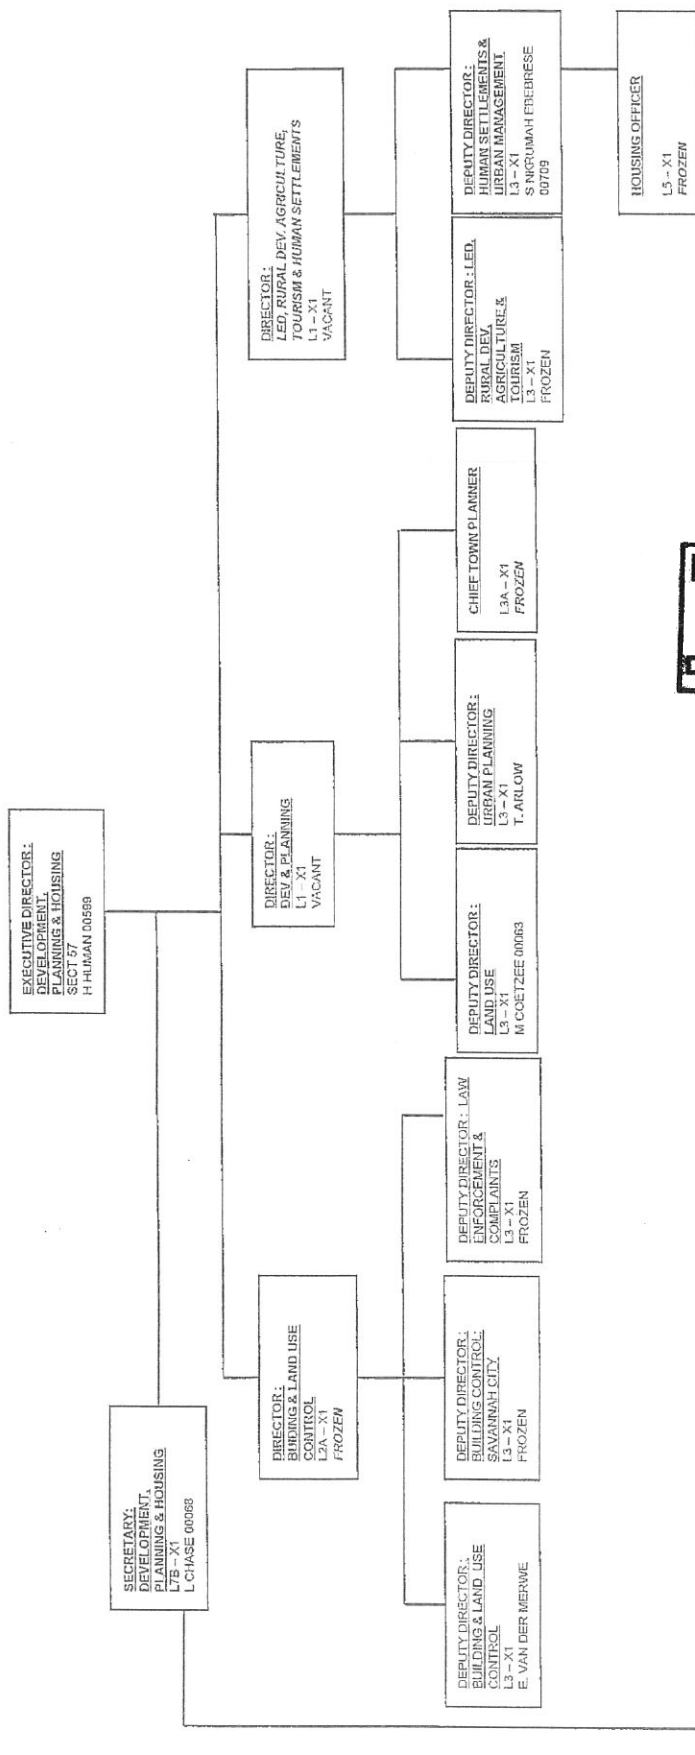 EXECUTIVE DIRECTOR:
DEVELOPMENT,
PLANNING & HOUSING
SECT 57
H HUMAN 00599
SECRETARY:
DEVELOPMENT,
PLANNING & HOUSING
L7B – X1
L CHASE 00068
DIRECTOR:
BUIDING & LAND USE
CONTROL
L2A – X1
FROZEN
DIRECTOR:
DEV & PLANNING
L1 – X1
VACANT
DIRECTOR:
LED, RURAL DEV. AGRICULTURE,
TOURISM & HUMAN SETTLEMENTS
L1 – X1
VACANT
DEPUTY DIRECTOR:
BUILDING & LAND USE
CONTROL
L3 – X1
E. VAN DER MERWE
DEPUTY DIRECTOR:
BUILDING CONTROL:
SAVANNAH CITY
L3 – X1
FROZEN
DEPUTY DIRECTOR: LAW
ENFORCEMENT &
COMPLAINTS
L3 – X1
FROZEN
DEPUTY DIRECTOR:
LAND USE
L3 – X1
M COETZEE 00063
DEPUTY DIRECTOR:
URBAN PLANNING
L3 – X1
T. ARLOW
CHIEF TOWN PLANNER
L3A – X1
FROZEN
DEPUTY DIRECTOR: LED,
RURAL DEV,
AGRICULTURE &
TOURISM
L3 – X1
FROZEN
DEPUTY DIRECTOR:
HUMAN SETTLEMENTS &
URBAN MANAGEMENT
L3 – X1
S NKRUMAH EBEBRESE
00709
HOUSING OFFICER
L5 – X1
FROZEN